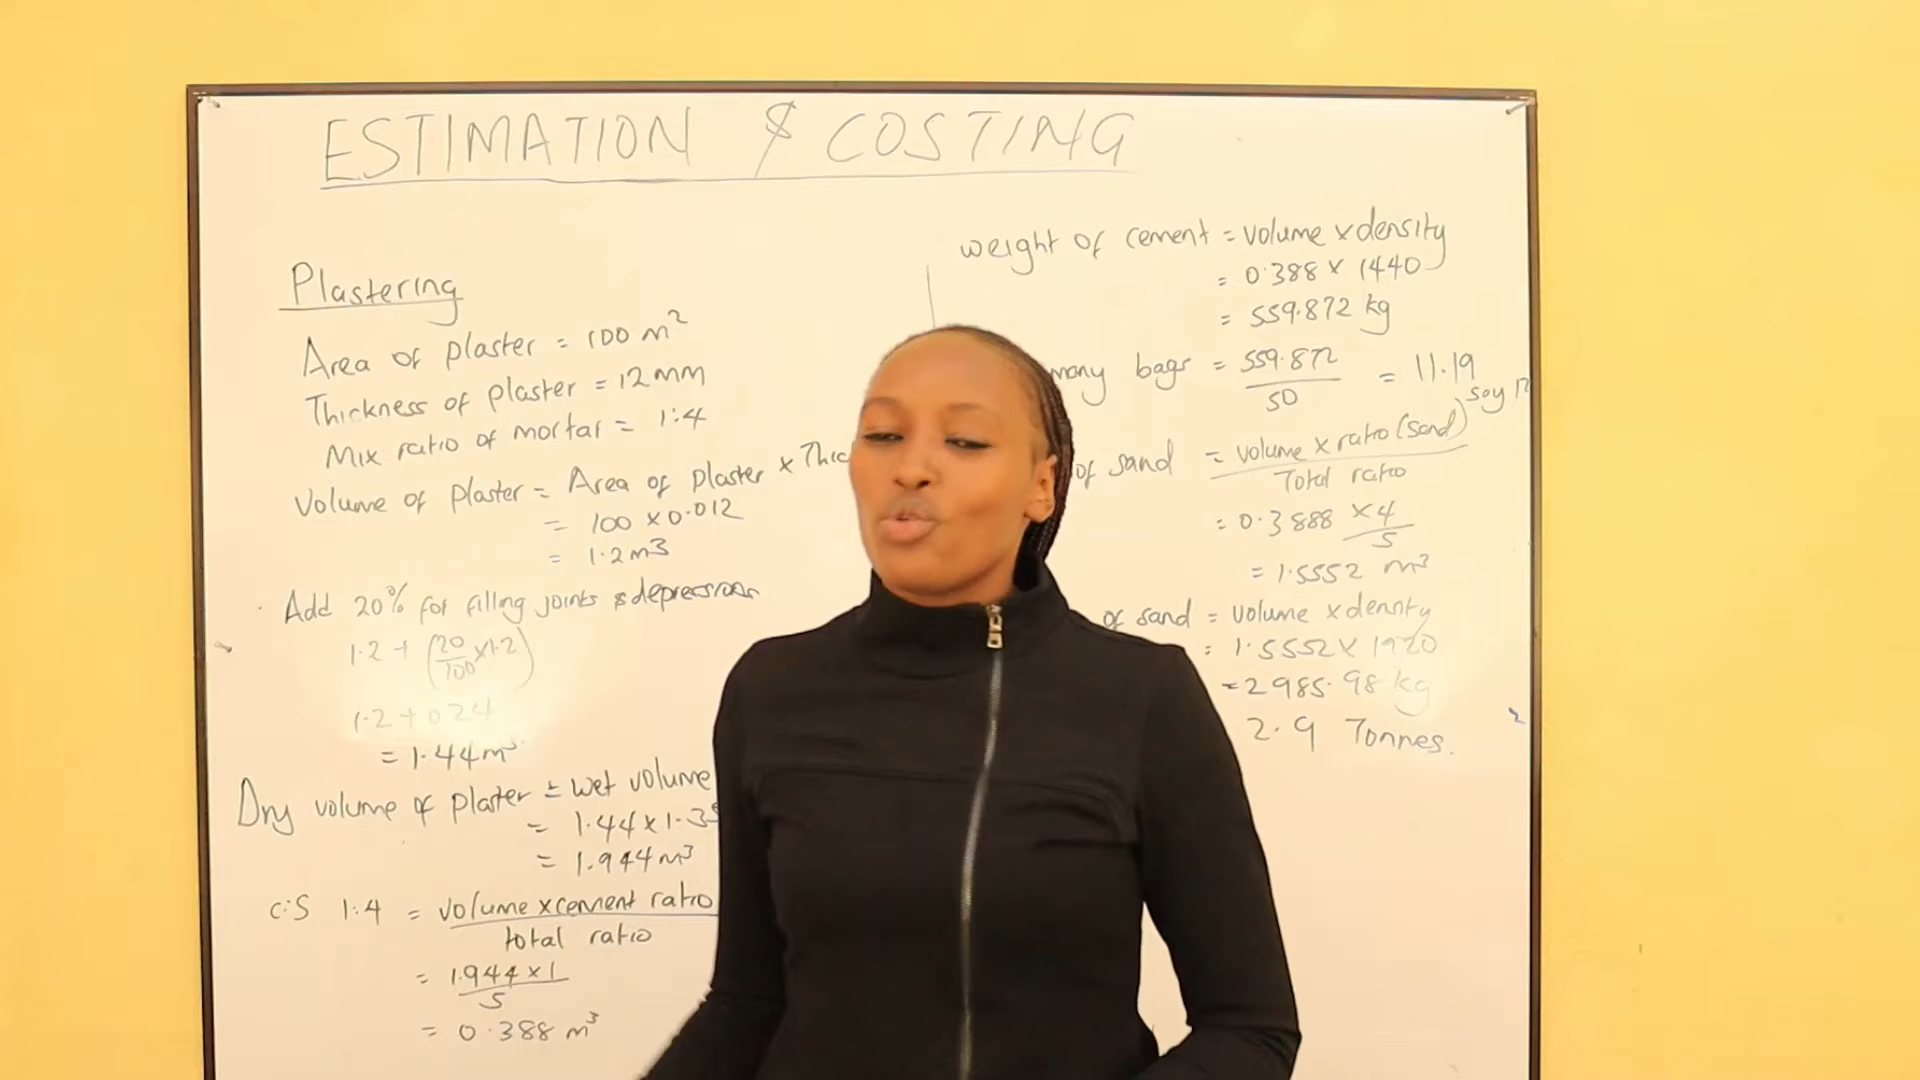 ESTIMATION & COSTING
Plastering
Area of plaster = 100 m²
Thickness of plaster = 12mm
Mix ratio of mortar = 1:4
Volume of plaster = Area of plaster × Thic
= 100 × 0.012
= 1.2m3
Add 20% for filling joints & depressions
1.2 + (20/100 × 1.2)
1.2 + 0.24
= 1.44m³
Dry volume of plaster = wet volume
= 1.44 × 1.35
= 1.944m³
C:S 1:4 = volume × cement ratio
total ratio
= 1.944 × 1
5
= 0.388 m³
weight of cement = volume × density
= 0.388 × 1440
= 559.872 kg
many bags = 559.872 / 50 = 11.19
say 12
of sand = volume × ratio (sand)
Total ratio
= 0.3888 × 4
5
= 1.5552 m³
of sand = volume × density
= 1.5552 × 1920
= 2985.98 kg
2.9 Tonnes.